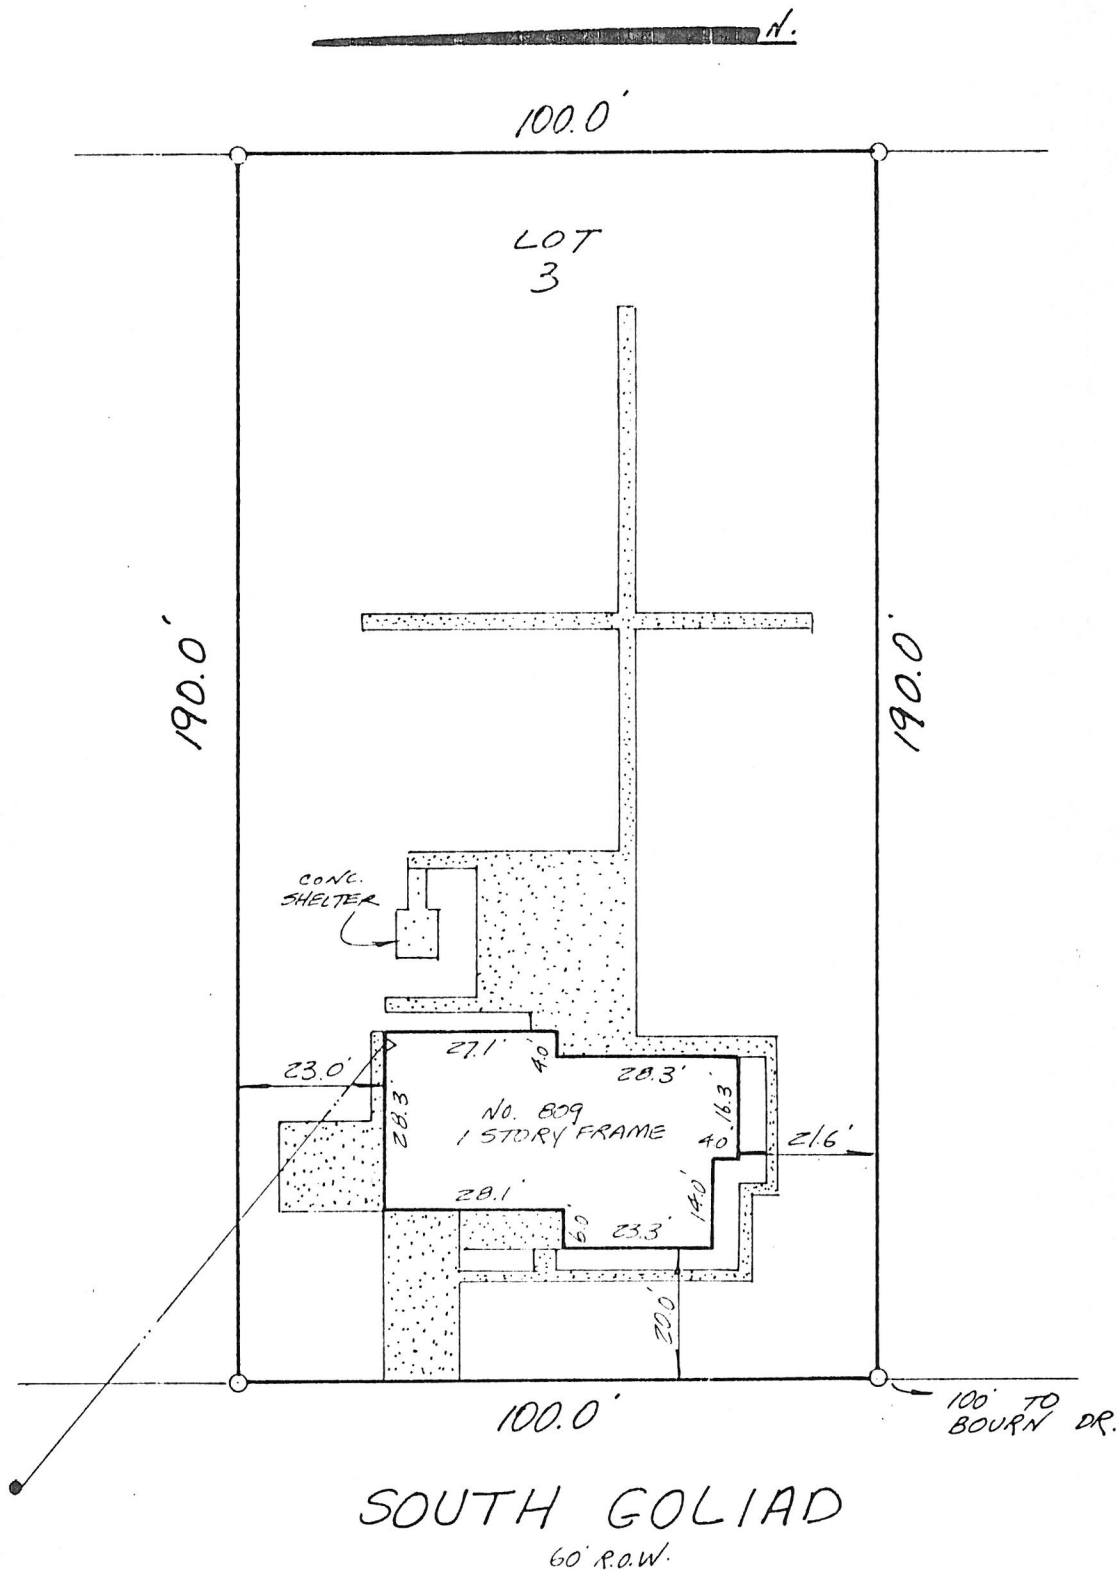 N.
100.0'
LOT
3
190.0'
190.0'
CONC.
SHELTER
27.1'
4.0'
28.3'
23.0'
28.3'
16.3'
No. 809
1 STORY FRAME
4.0
21.6'
28.1'
14.0'
6.0'
23.3'
20.0'
100.0'
100' TO
BOURN DR.
SOUTH GOLIAD
60' R.O.W.